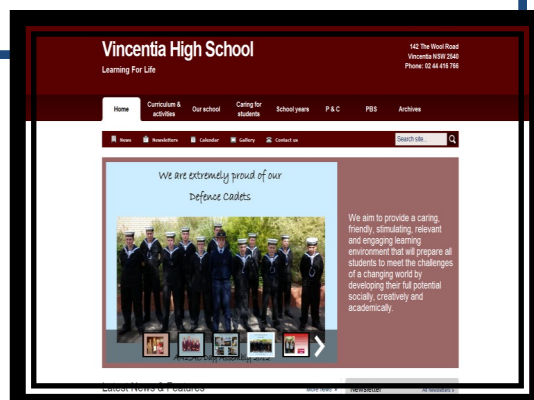 Vincentia High School
Learning For Life
142 The Wool Road
Vincentia NSW 2540
Phone: 02 44 416 766
Home
Curriculum & activities
Our school
Caring for students
School years
P & C
PBS
Archives
News
Newsletters
Calendar
Gallery
Contact us
Search site...
We are extremely proud of our
Defence Cadets
We aim to provide a caring,
friendly, stimulating, relevant
and engaging learning
environment that will prepare all
students to meet the challenges
of a changing world by
developing their full potential
socially, creatively and
academically.
ANZAC Day Assembly 2012
Latest News & Features
More news
Newsletter
All newsletters